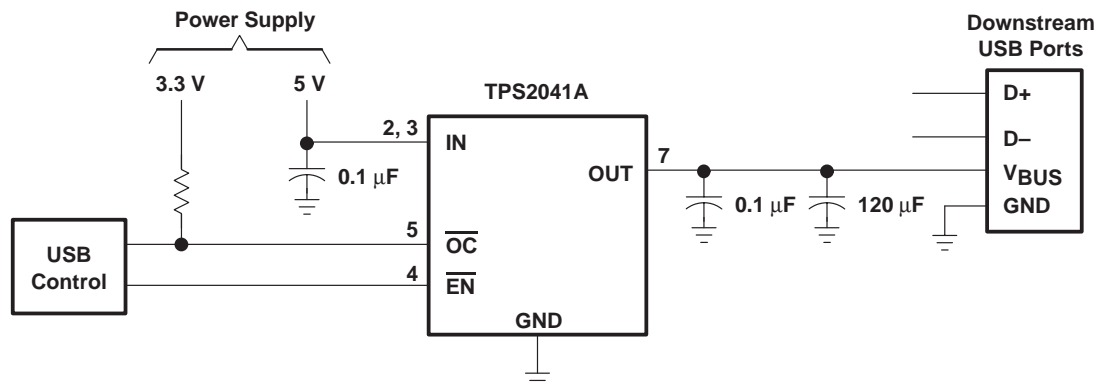 Power Supply
3.3 V
5 V
TPS2041A
Downstream
USB Ports
2, 3
IN
0.1 μF
OUT
7
0.1 μF
120 μF
D+
D–
VBUS
GND
USB
Control
5
OC
4
EN
GND